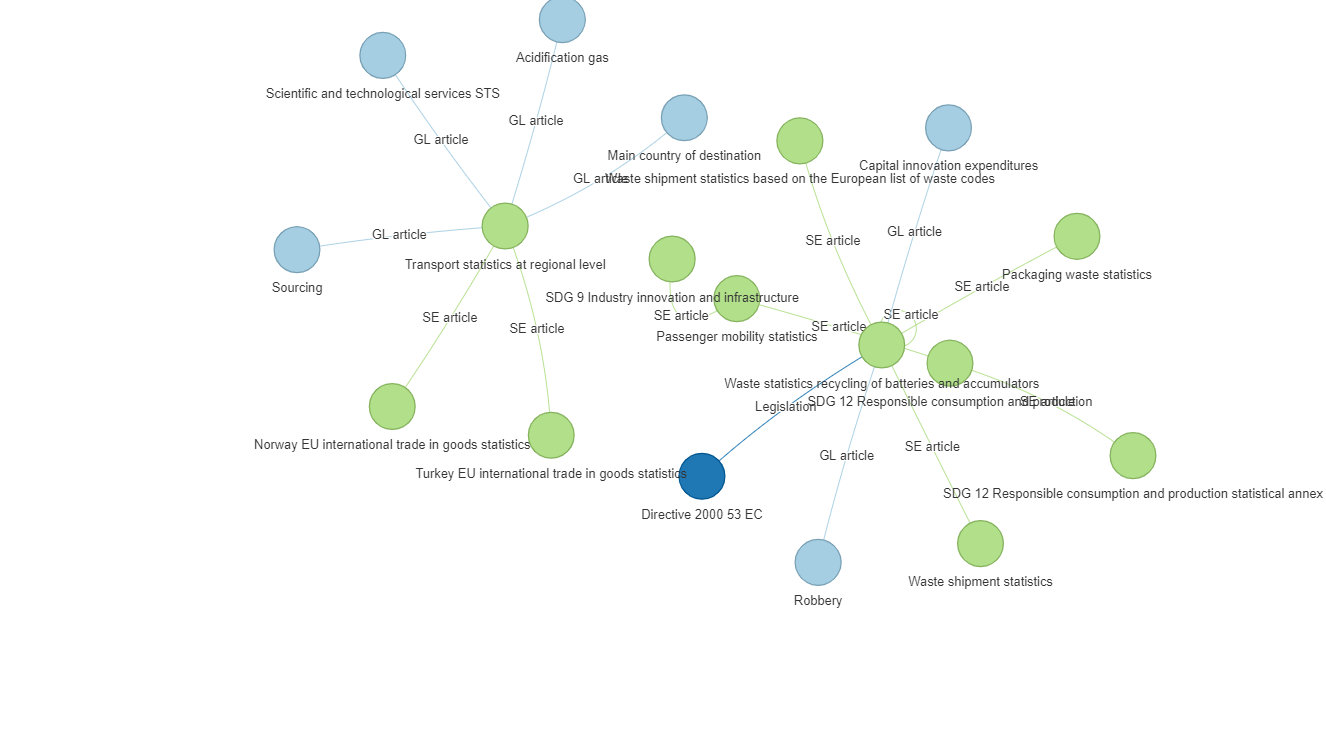 Acidification gas
Scientific and technological services STS
GL article
GL article
Main country of destination
Capital innovation expenditures
GL article
Waste shipment statistics based on the European list of waste codes
GL article
GL article
SE article
Sourcing
Transport statistics at regional level
Packaging waste statistics
SE article
SDG 9 Industry innovation and infrastructure
SE article
SE article
SE article
SE article
SE article
Passenger mobility statistics
Waste statistics recycling of batteries and accumulators
Legislation
SDG 12 Responsible consumption and production
SE article
Norway EU international trade in goods statistics
SE article
GL article
Turkey EU international trade in goods statistics
SDG 12 Responsible consumption and production statistical annex
Directive 2000 53 EC
Waste shipment statistics
Robbery